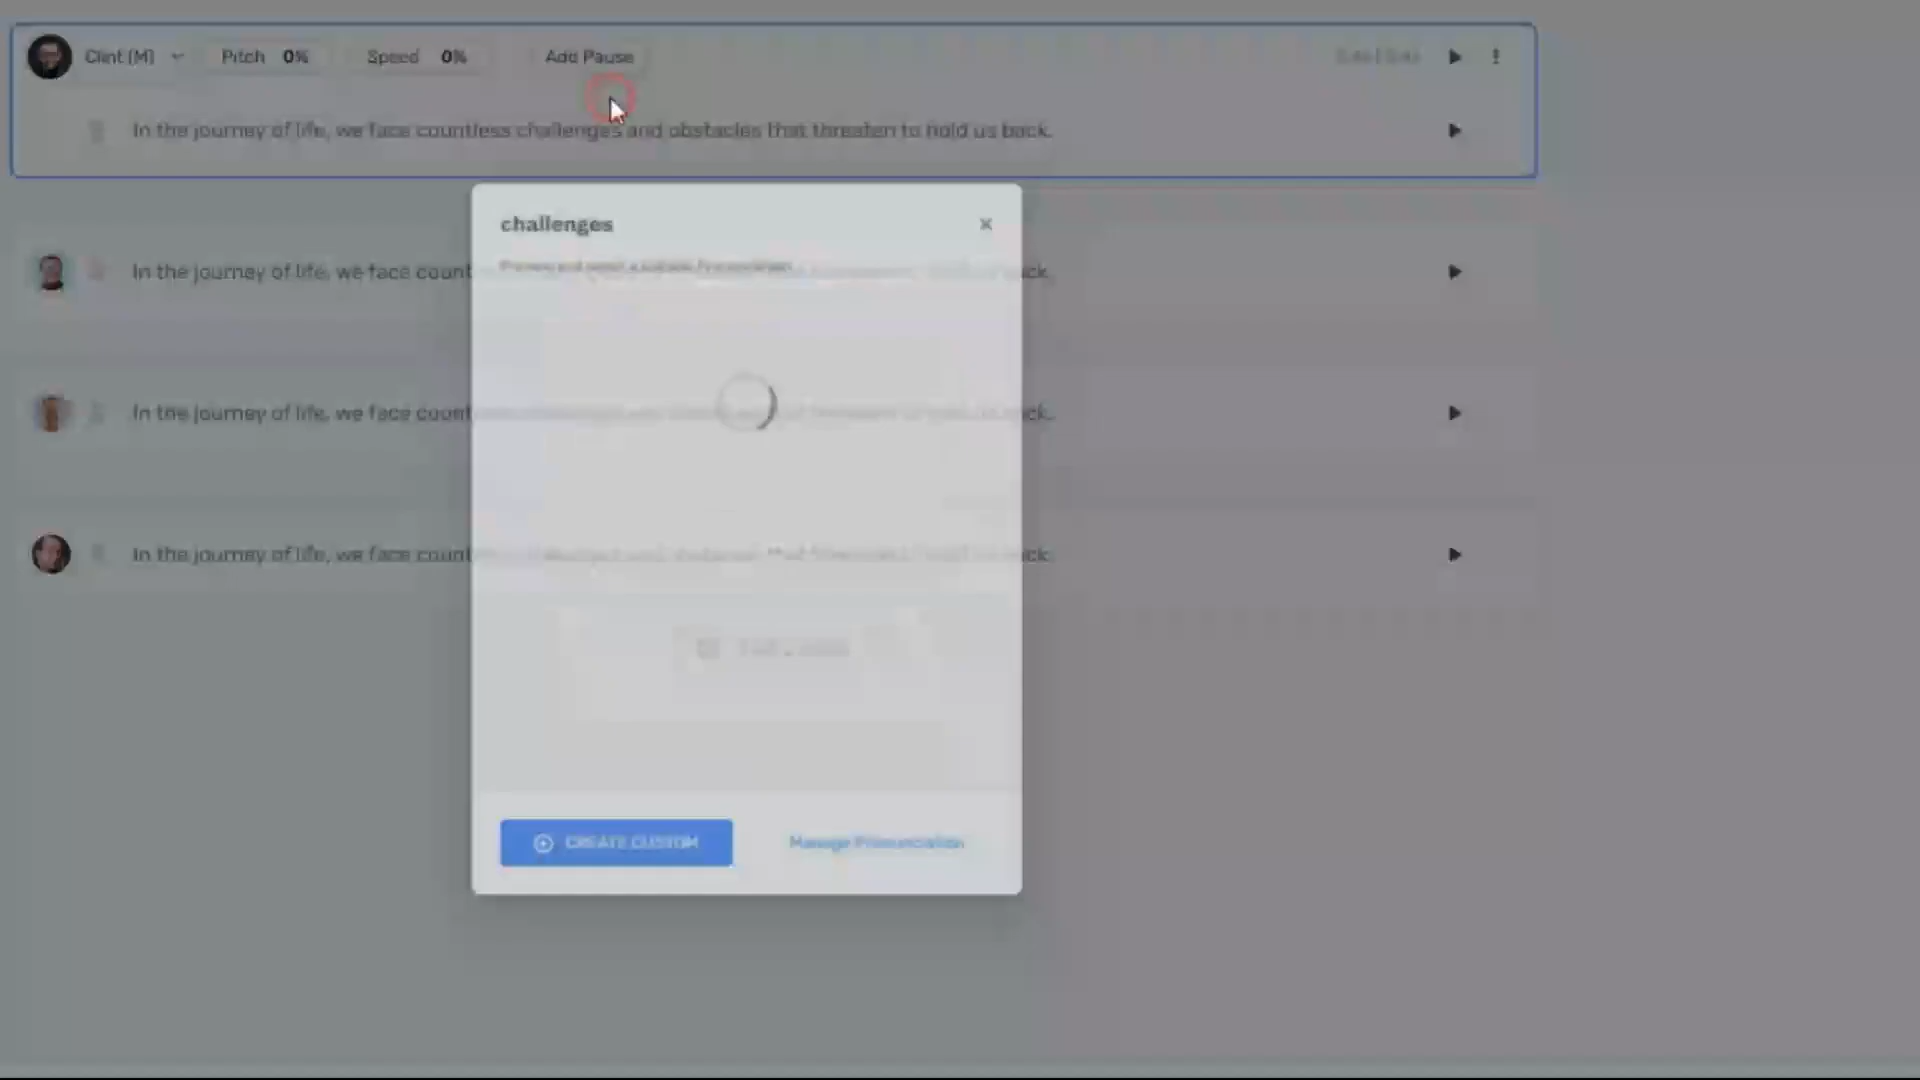 Clint (M) Pitch 0% Speed 0% Add Pause
In the journey of life, we face countless challenges and obstacles that threaten to hold us back.
challenges
In the journey of life, we face count
ck.
In the journey of life, we face count
ck.
In the journey of life, we face count
ck.
CREATE CUSTOM Manage Pronunciation